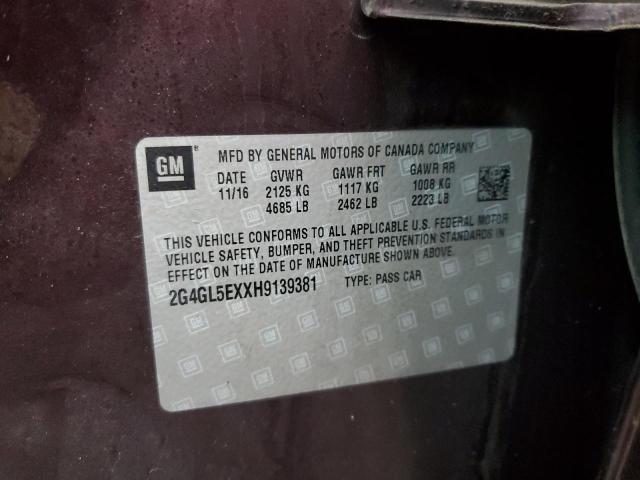 GM
MFD BY GENERAL MOTORS OF CANADA COMPANY
DATE GVWR GAWR FRT GAWR RR
11/16 2125 KG 1117 KG 1008 KG
4685 LB 2462 LB 2223 LB
THIS VEHICLE CONFORMS TO ALL APPLICABLE U.S. FEDERAL MOTOR
VEHICLE SAFETY, BUMPER, AND THEFT PREVENTION STANDARDS IN
EFFECT ON THE DATE OF MANUFACTURE SHOWN ABOVE.
2G4GL5EXXH9139381 TYPE: PASS CAR